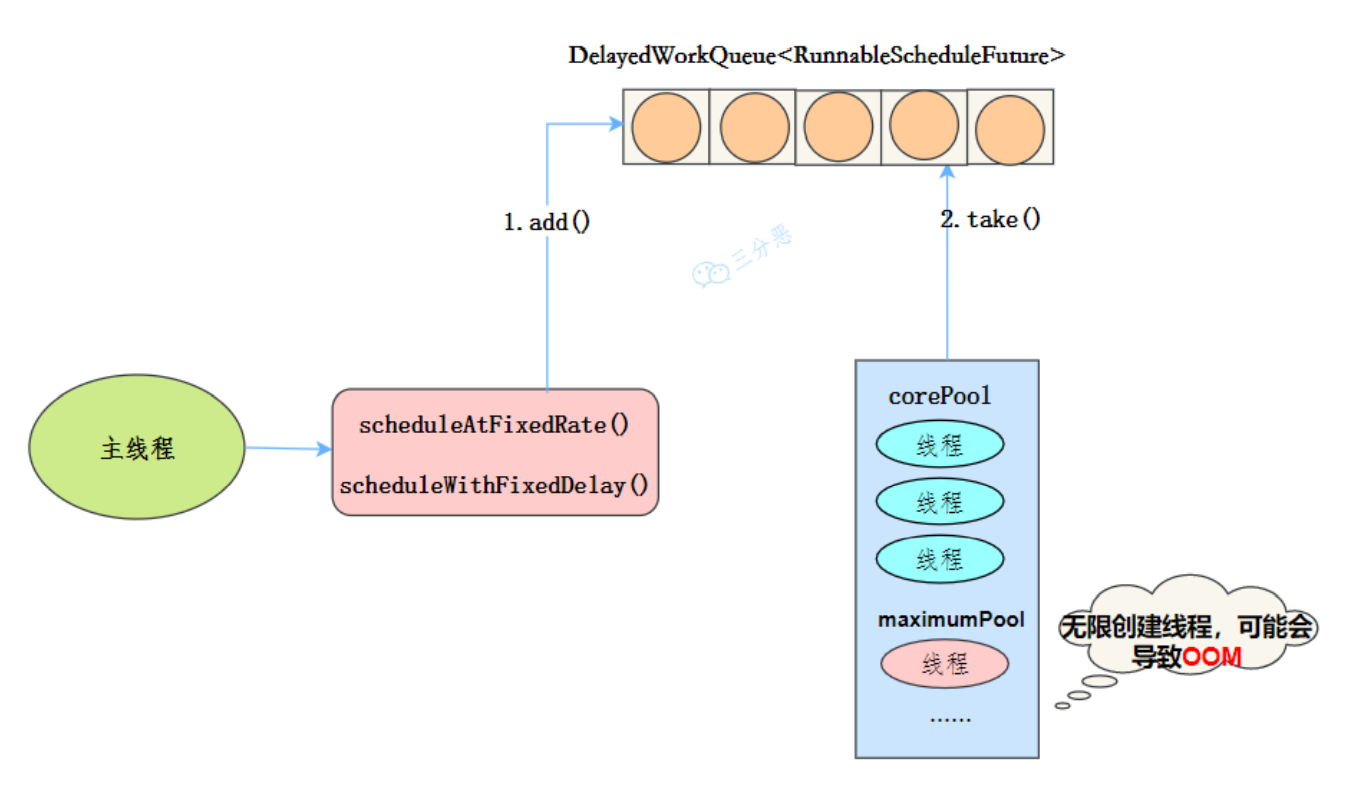 DelayedWorkQueue<RunnableScheduleFuture>
1.add()
2.take()
三分恶
主线程
scheduleAtFixedRate()
scheduleWithFixedDelay()
corePool
线程
线程
线程
maximumPool
线程
......
无限创建线程，可能会
导致OOM